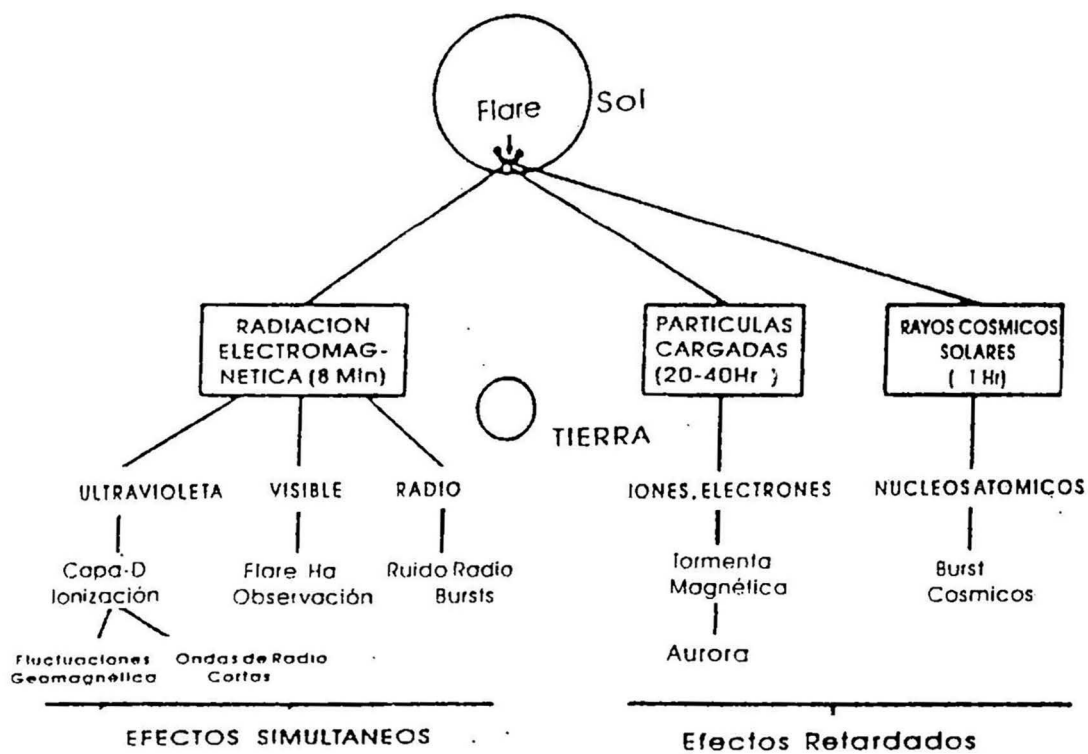 Flare
Sol
RADIACION
ELECTROMAG-
NETICA (8 Min)
PARTICULAS
CARGADAS
(20-40Hr )
RAYOS COSMICOS
SOLARES
( 1 Hr)
TIERRA
ULTRAVIOLETA
VISIBLE
RADIO
IONES, ELECTRONES
NUCLEOS ATOMICOS
Capa-D
Ionización
Flare Ha
Observación
Ruido Radio
Bursts
Tormenta
Magnética
Burst
Cosmicos
Fluctuaciones
Geomagnética
Ondas de Radio
Cortas
Aurora
EFECTOS SIMULTANEOS
Efectos Retardados